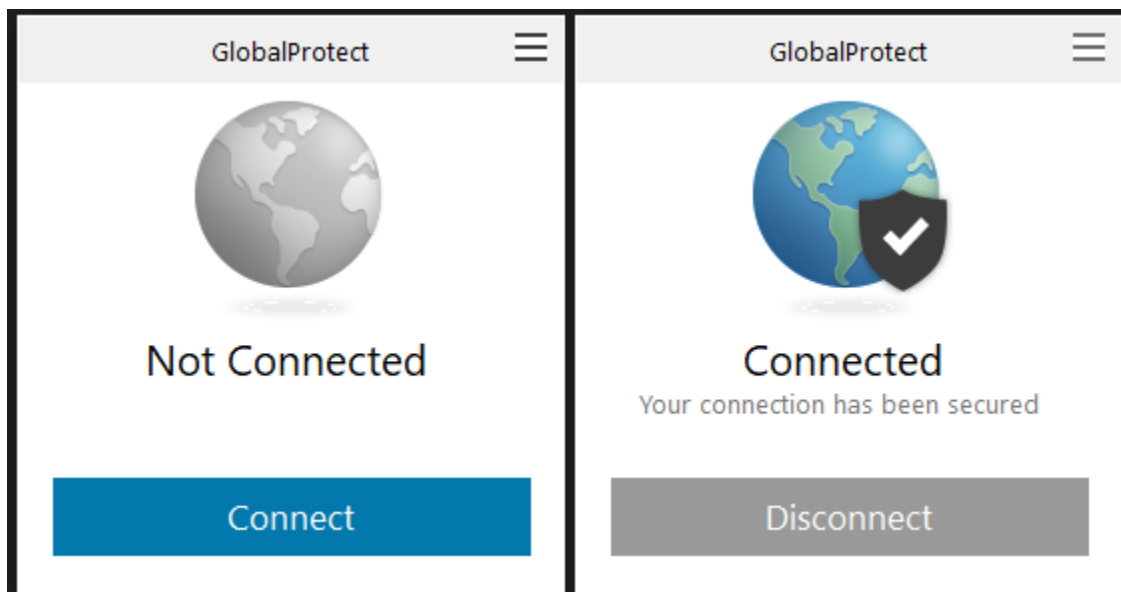 GlobalProtect
Not Connected
Connect
GlobalProtect
Connected
Your connection has been secured
Disconnect